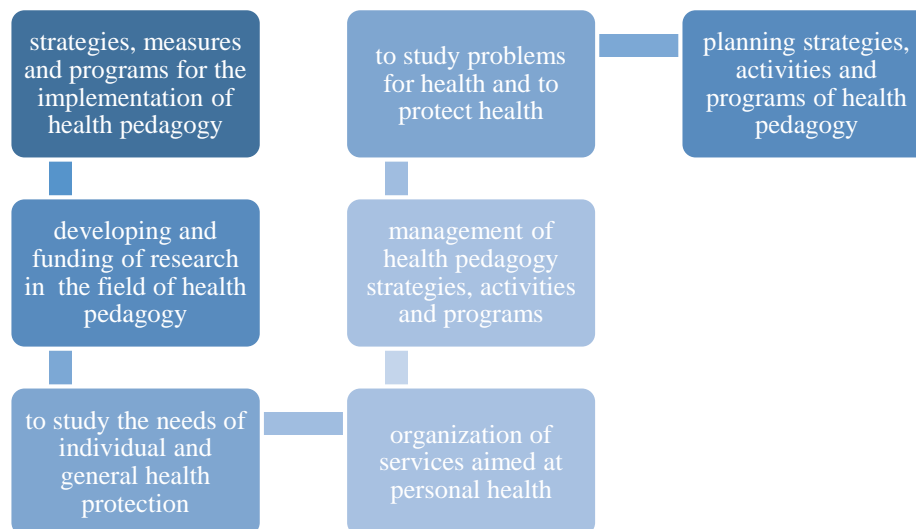 strategies, measures
and programs for the
implementation of
health pedagogy
developing and
funding of research
in the field of health
pedagogy
to study the needs of
individual and
general health
protection
organization of
services aimed at
personal health
management of
health pedagogy
strategies, activities
and programs
to study problems
for health and to
protect health
planning strategies,
activities and
programs of health
pedagogy